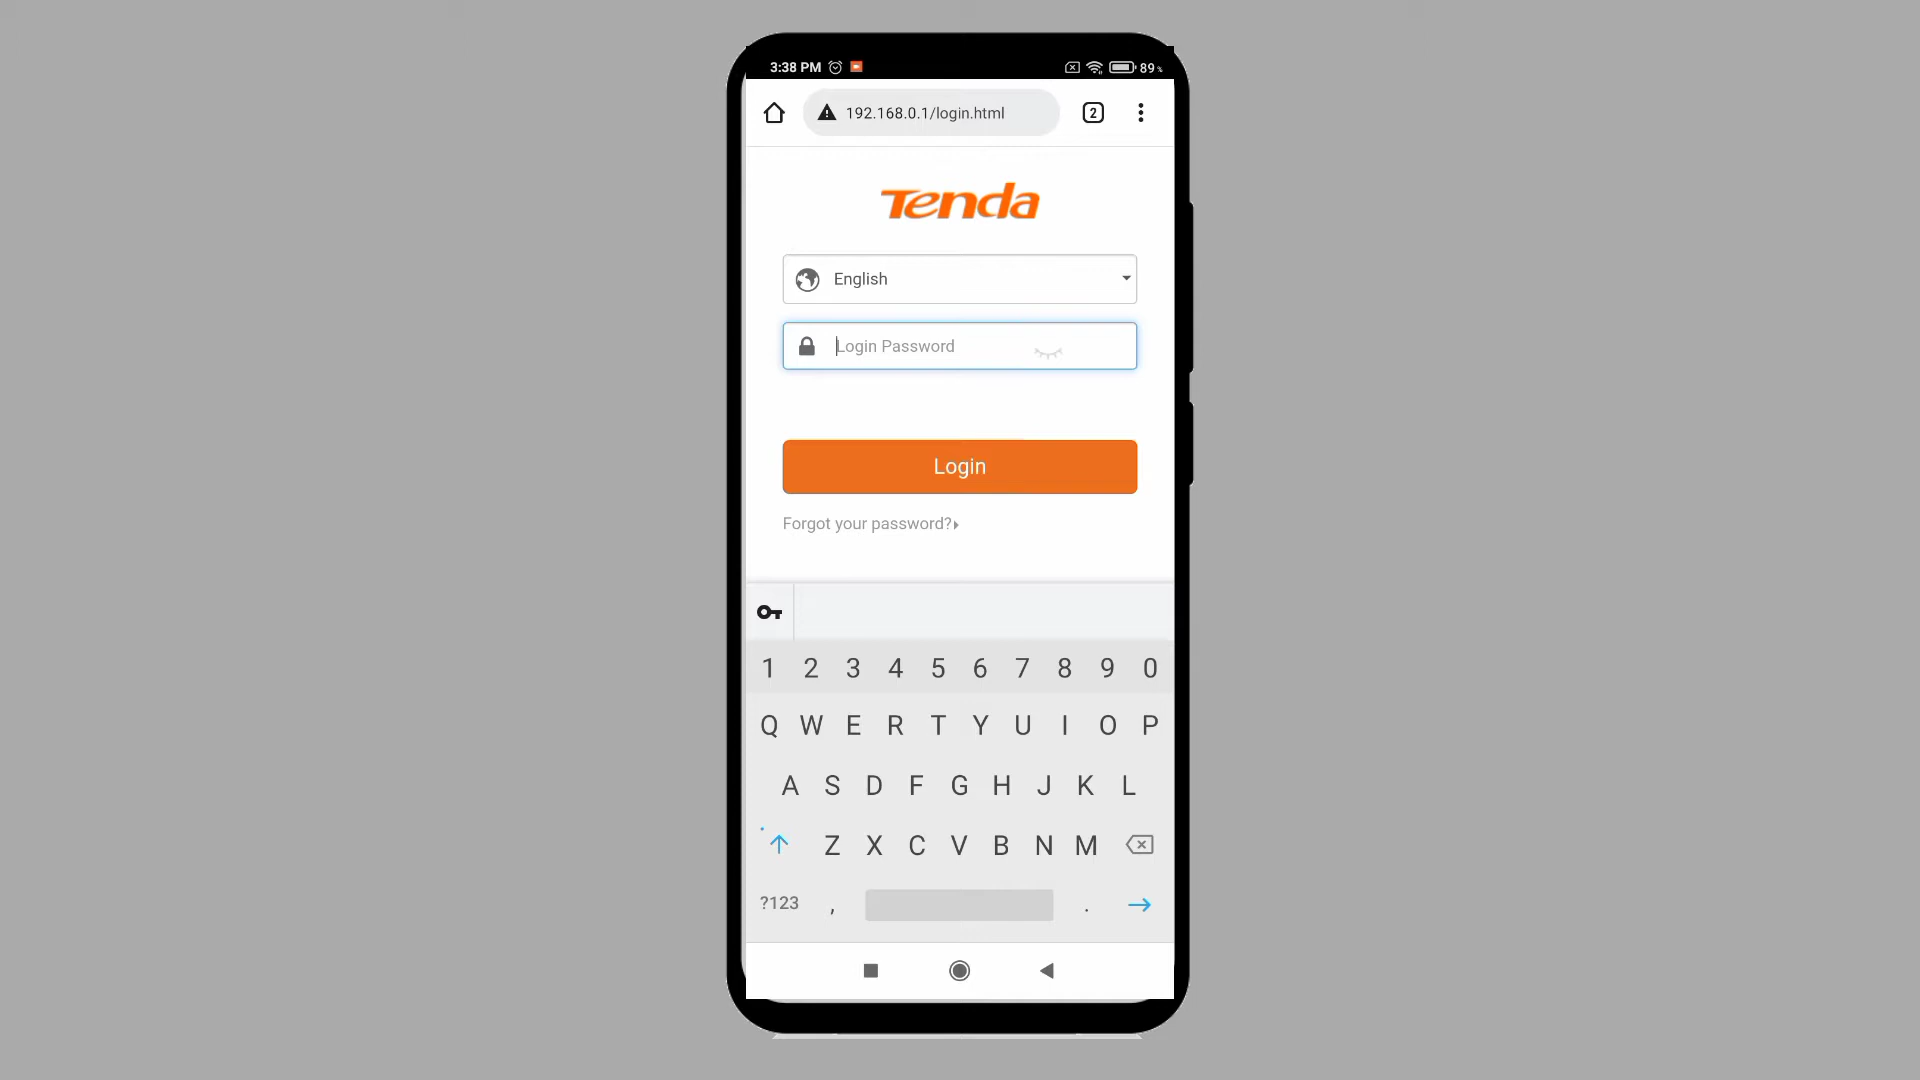 3:38 PM 89%
192.168.0.1/login.html 2
Tenda
English
Login Password
Login
Forgot your password?
1 2 3 4 5 6 7 8 9 0
Q W E R T Y U I O P
A S D F G H J K L
Z X C V B N M
?123 , .